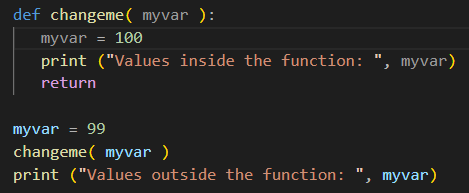 def changeme( myvar ):
myvar = 100
print ("Values inside the function: ", myvar)
return
myvar = 99
changeme( myvar )
print ("Values outside the function: ", myvar)